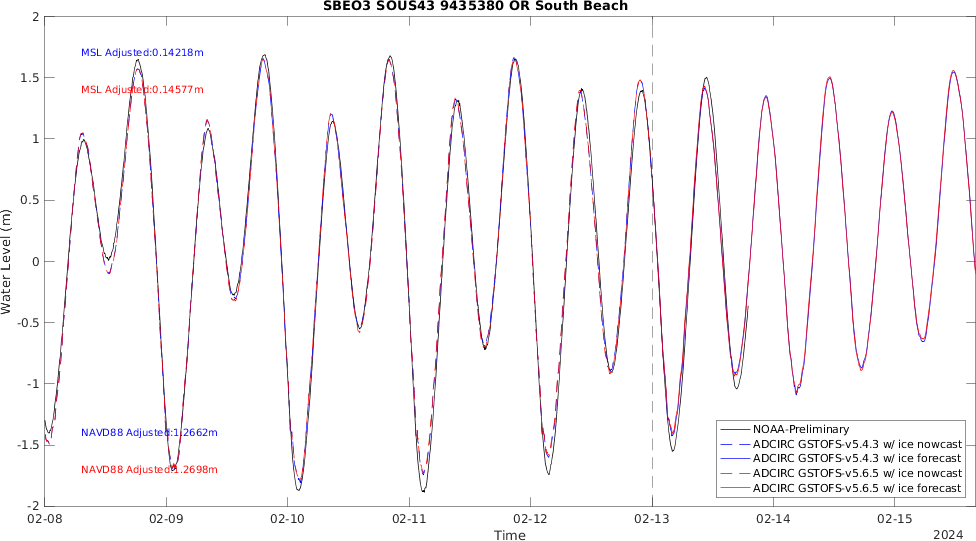 SBEO3 SOUS43 9435380 OR South Beach
2
1.5
1
0.5
0
-0.5
-1
-1.5
-2
Water Level (m)
MSL Adjusted:0.14218m
MSL Adjusted:0.14577m
NAVD88 Adjusted:1.2662m
NAVD88 Adjusted:1.2698m
NOAA-Preliminary
ADCIRC GSTOFS-v5.4.3 w/ ice nowcast
ADCIRC GSTOFS-v5.4.3 w/ ice forecast
ADCIRC GSTOFS-v5.6.5 w/ ice nowcast
ADCIRC GSTOFS-v5.6.5 w/ ice forecast
02-08 02-09 02-10 02-11 02-12 02-13 02-14 02-15
Time
2024